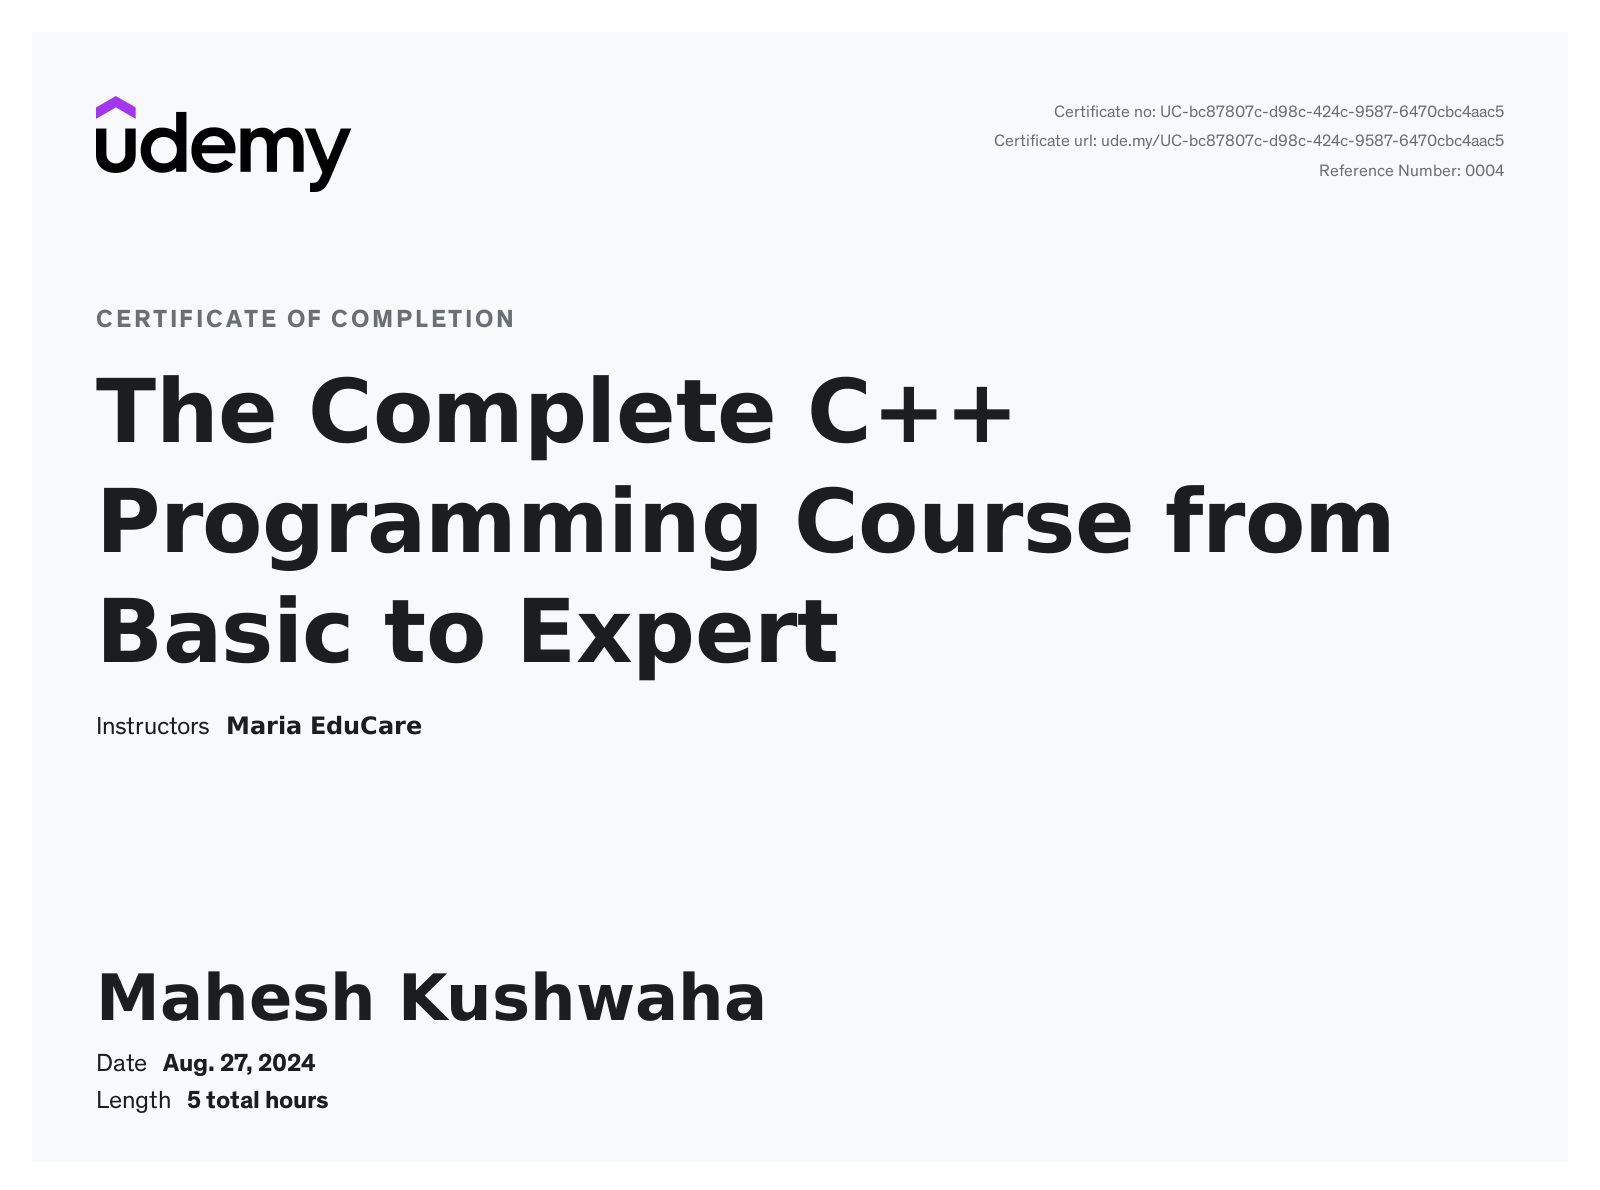 udemy
Certificate no: UC-bc87807c-d98c-424c-9587-6470cbc4aac5
Certificate url: ude.my/UC-bc87807c-d98c-424c-9587-6470cbc4aac5
Reference Number: 0004
CERTIFICATE OF COMPLETION
The Complete C++
Programming Course from
Basic to Expert
Instructors Maria EduCare
Mahesh Kushwaha
Date Aug. 27, 2024
Length 5 total hours